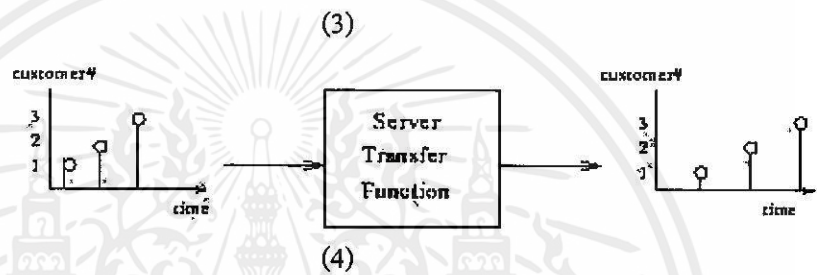 (3)
customer#
3
2
1
time
Server
Transfer
Function
customer#
3
2
1
time
(4)